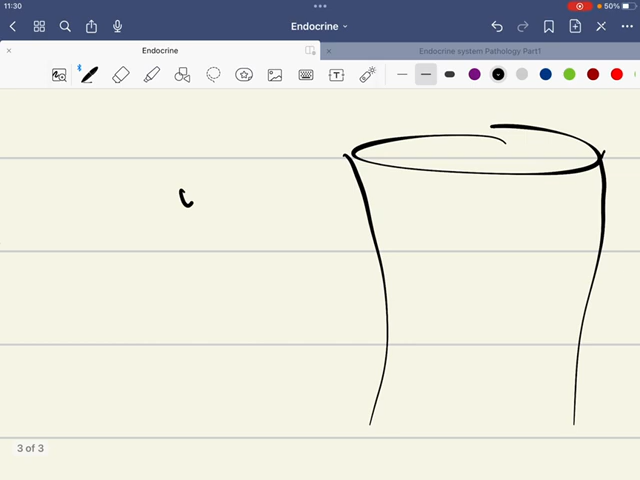 11:30
50%
Endocrine
Endocrine
Endocrine system Pathology Part1
T
3 of 3